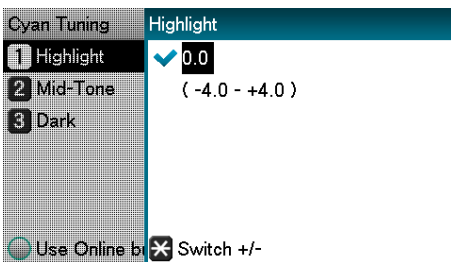 Cyan Tuning
1 Highlight
2 Mid-Tone
3 Dark
Use Online
Highlight
0.0
( -4.0 - +4.0 )
Switch +/-